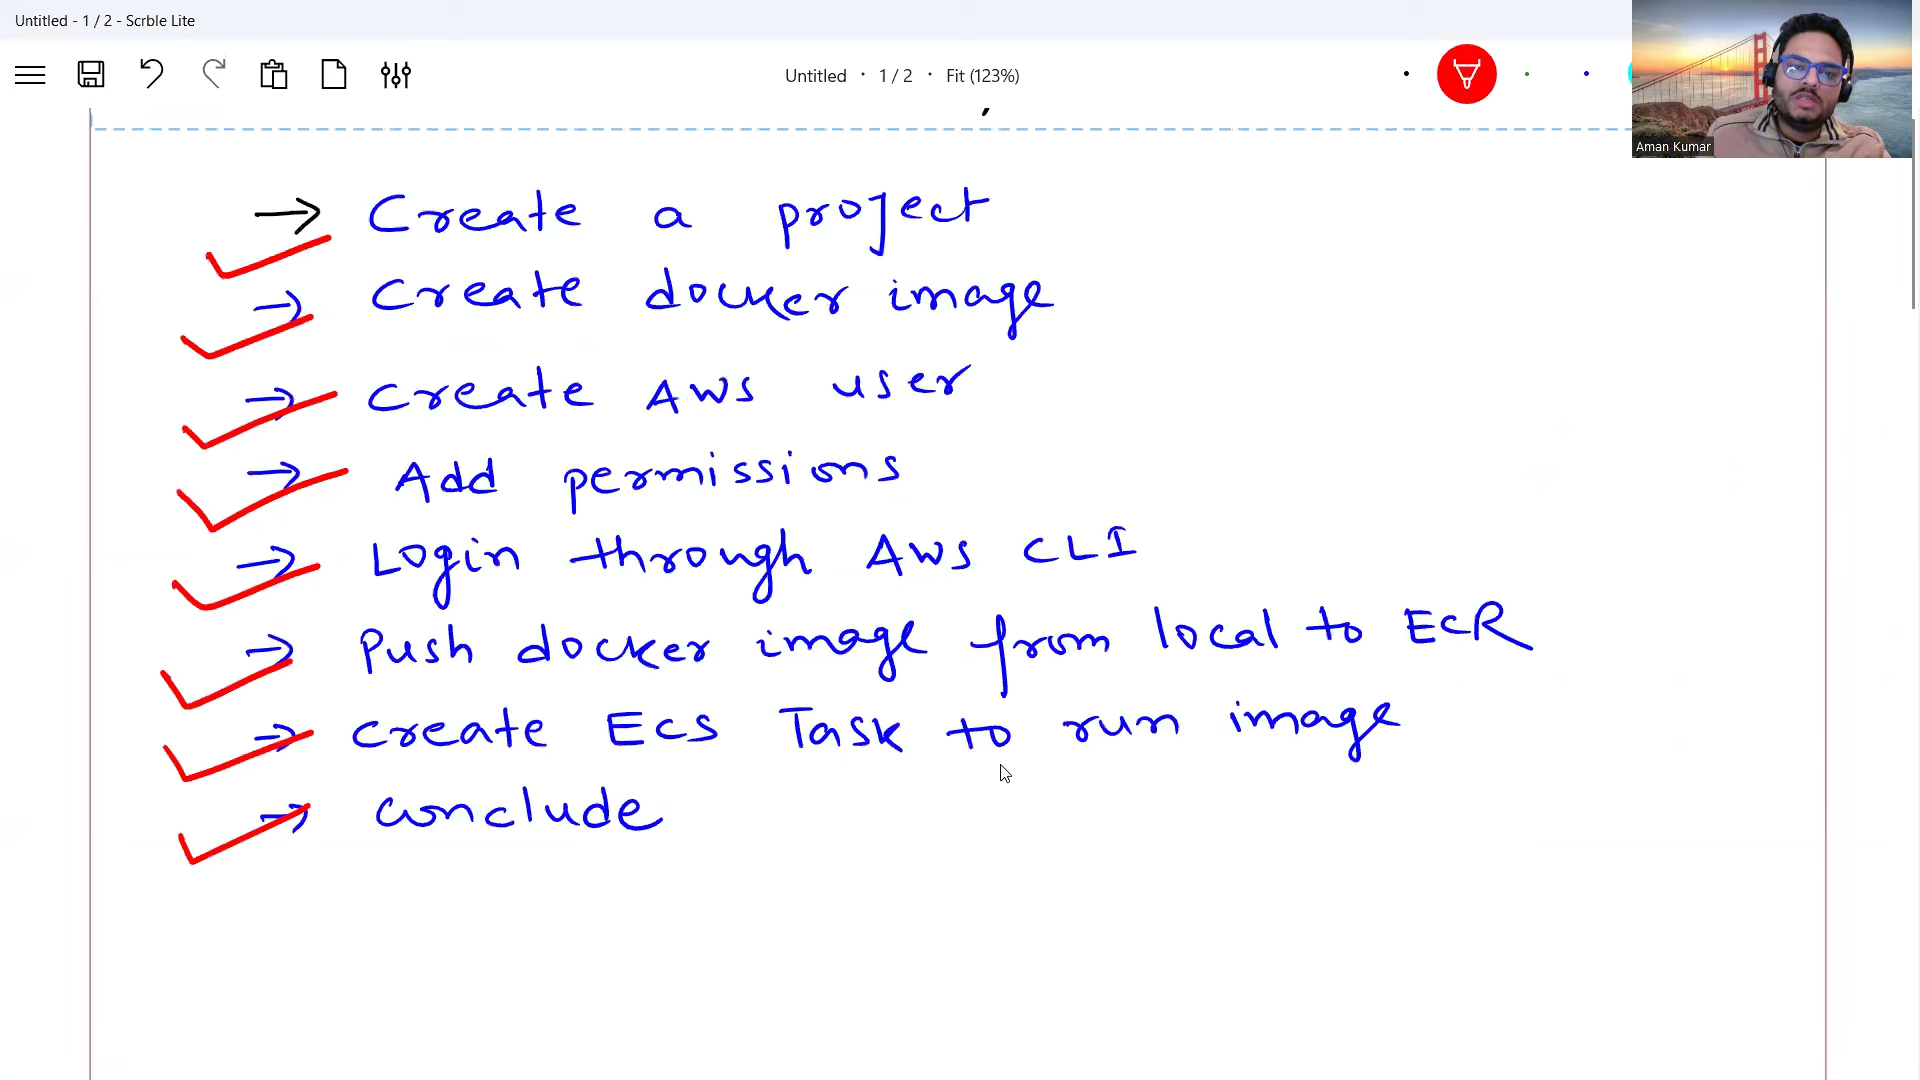 Untitled - 1 / 2 - Scrble Lite
Untitled • 1 / 2 • Fit (123%)
Aman Kumar
→ Create a project
→ Create docker image
→ Create AWS user
→ Add permissions
→ Login through AWS CLI
→ Push docker image from local to ECR
→ Create ECS Task to run image
→ Conclude